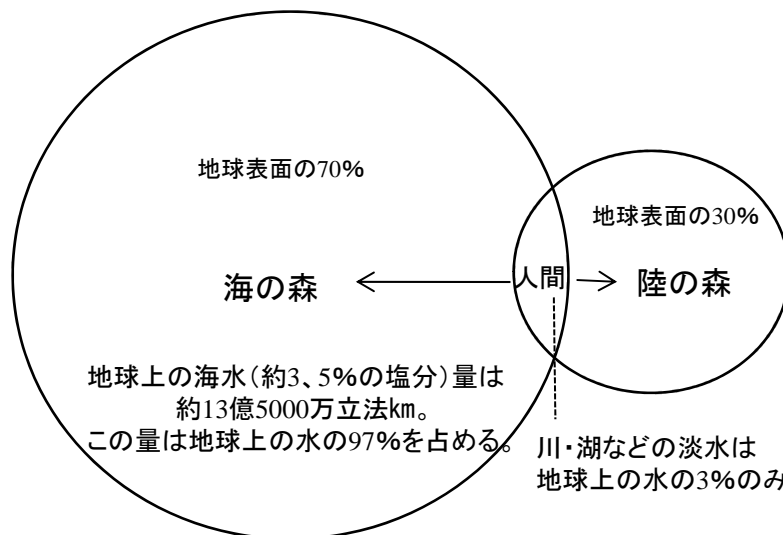 地球表面の70%
地球表面の30%
海の森
人間
陸の森
地球上の海水(約3、5%の塩分)量は
約13億5000万立法㎞。
この量は地球上の水の97%を占める。
川・湖などの淡水は
地球上の水の3%のみ